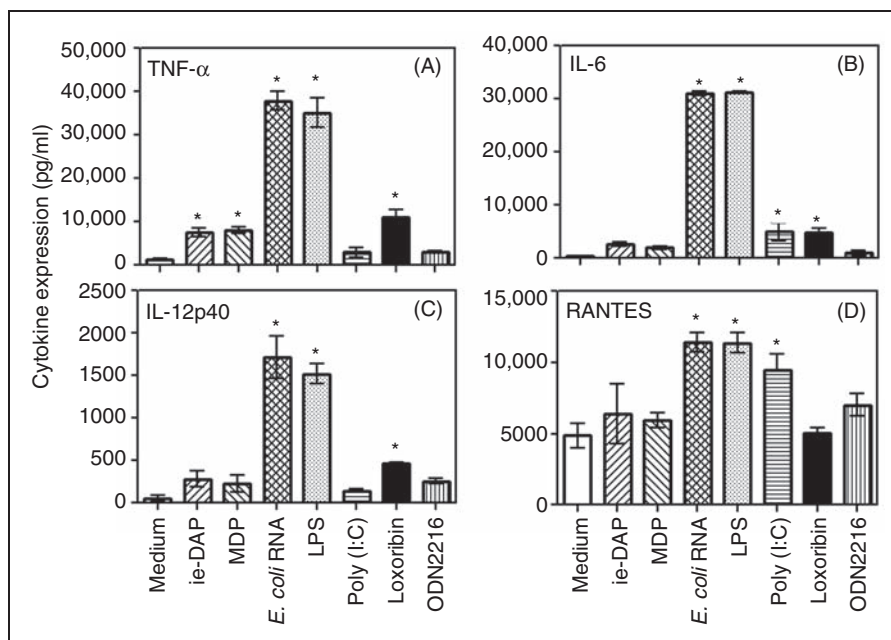 Cytokine expression (pg/ml)
50,000
40,000
30,000
20,000
10,000
0
TNF-α
(A)
*
*
*
*
*
40,000
30,000
20,000
10,000
0
IL-6
(B)
*
*
*
*
2500
2000
1500
1000
500
0
IL-12p40
(C)
*
*
*
15,000
10,000
5000
0
RANTES
(D)
*
*
*
Medium
ie-DAP
MDP
E. coli RNA
LPS
Poly (I:C)
Loxoribin
ODN2216
Medium
ie-DAP
MDP
E. coli RNA
LPS
Poly (I:C)
Loxoribin
ODN2216